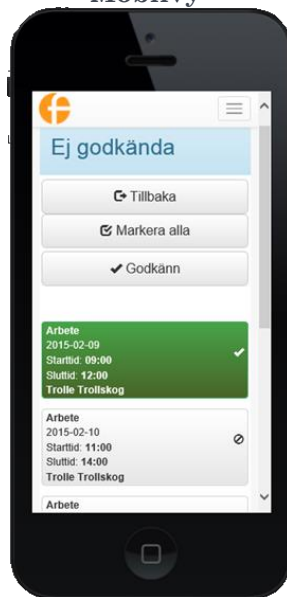 Mobilvy
Ej godkända
Tillbaka
Markera alla
Godkänn
Arbete
2015-02-09
Starttid: 09:00
Sluttid: 12:00
Trolle Trollskog
Arbete
2015-02-10
Starttid: 11:00
Sluttid: 14:00
Trolle Trollskog
Arbete